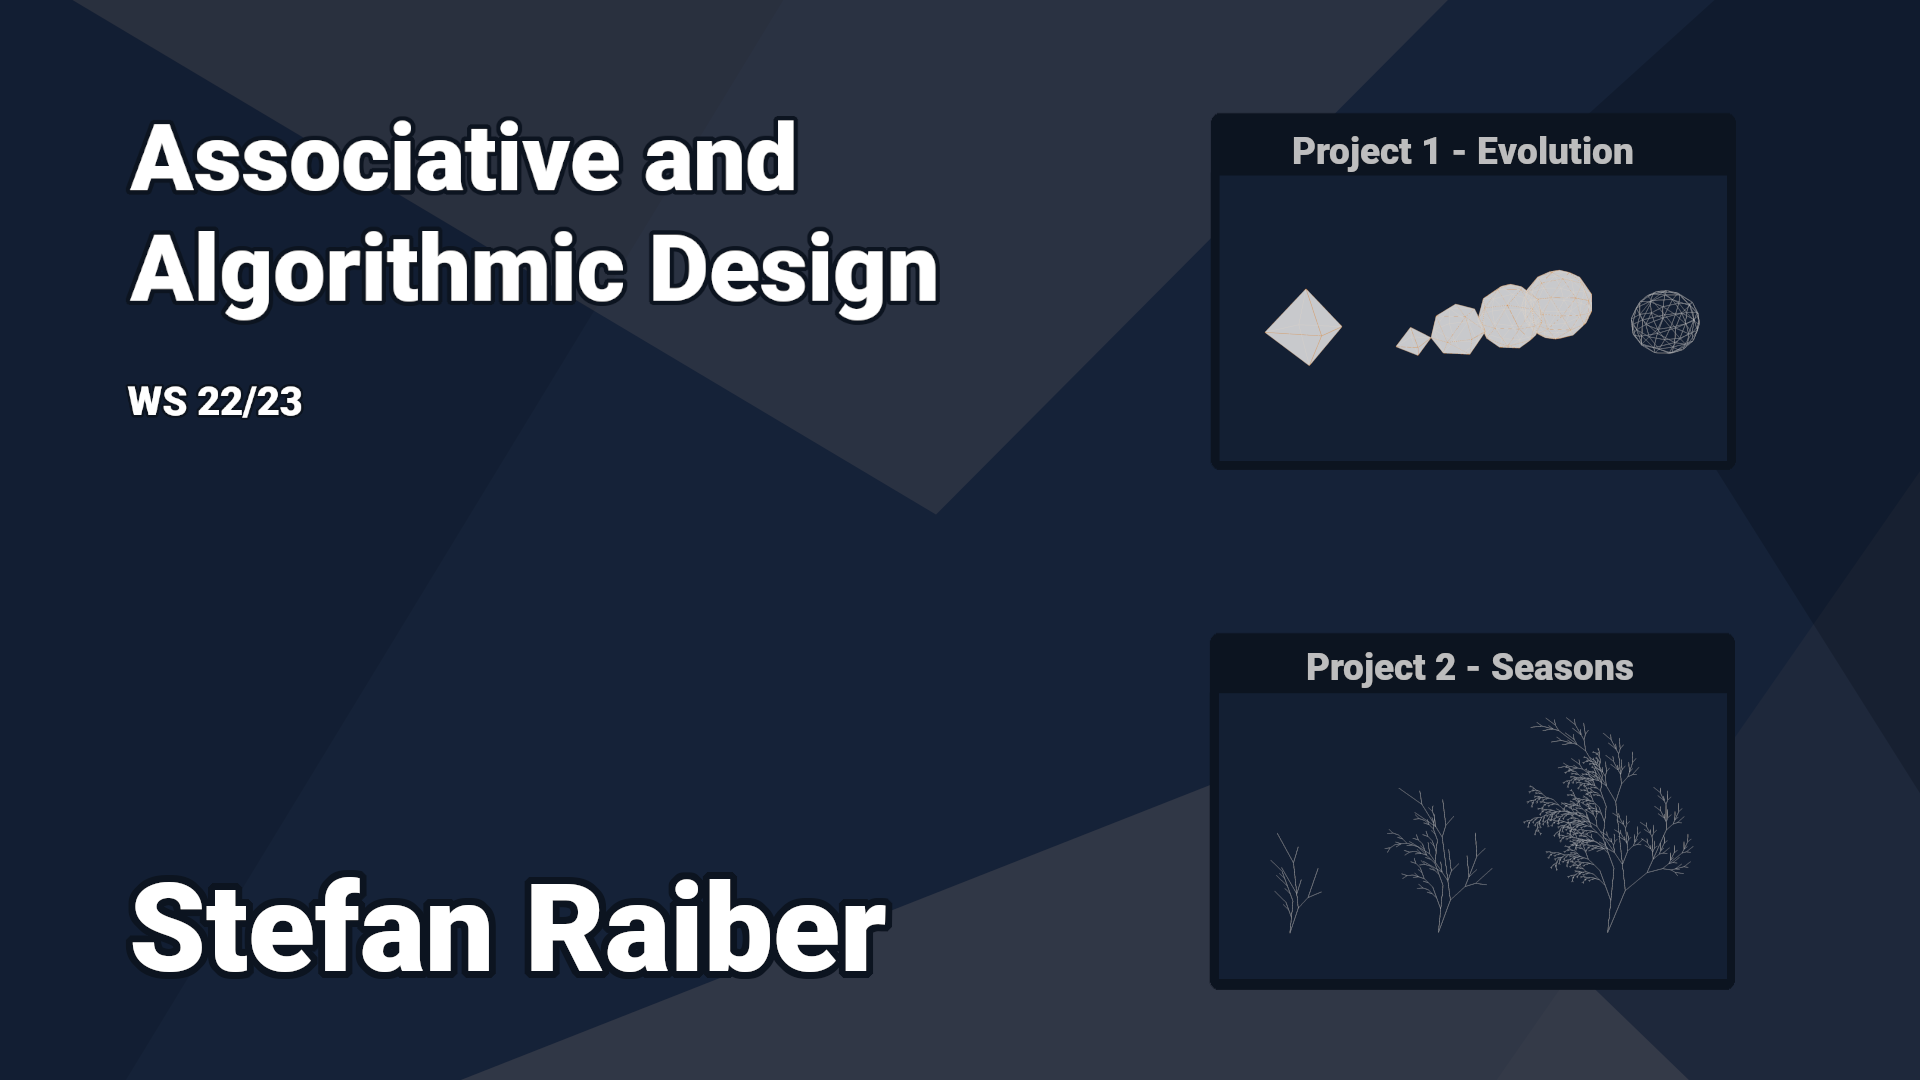 Associative and
Algorithmic Design
WS 22/23
Stefan Raiber
Project 1 - Evolution
Project 2 - Seasons